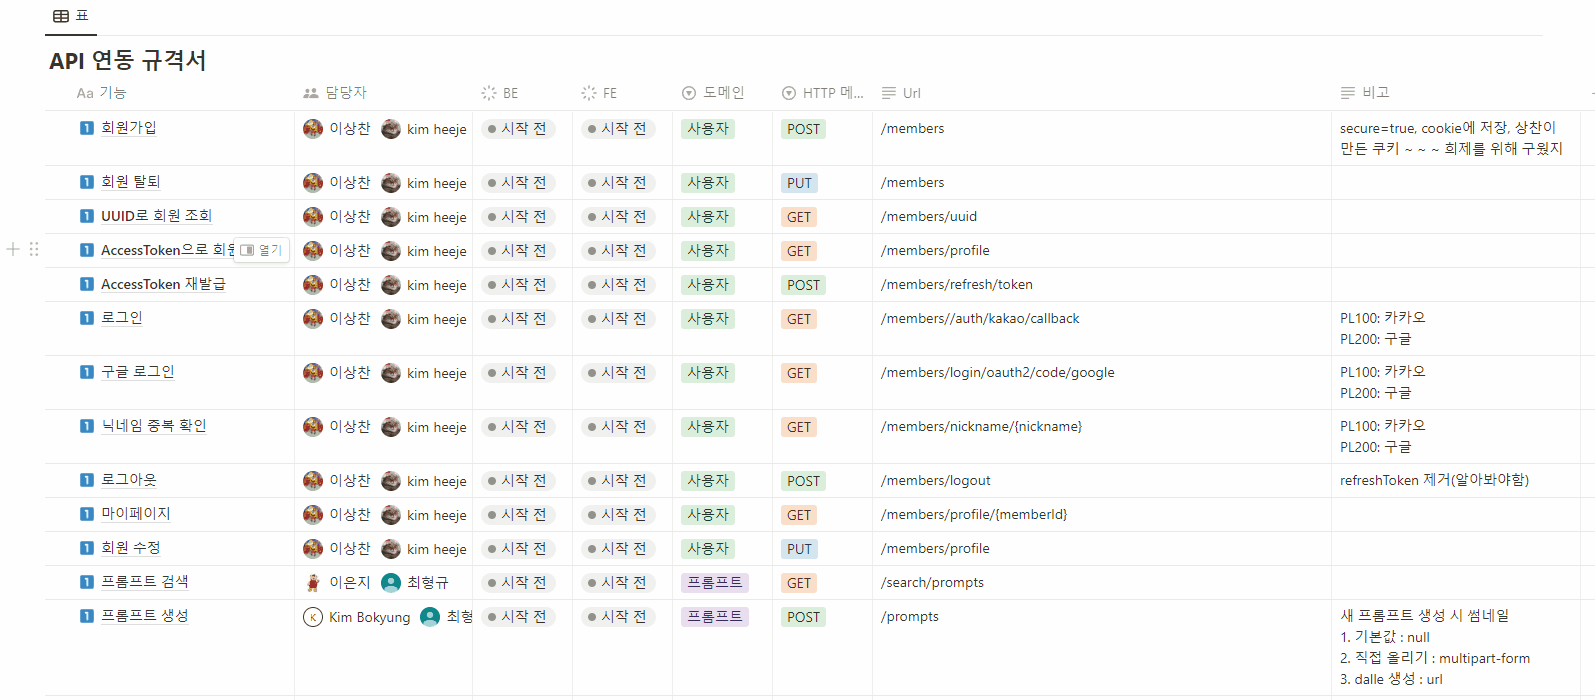 표
API 연동 규격서
Aa 기능 담당자 BE FE 도메인 HTTP 메... Url 비고
1 회원가입 이상찬 kim heeje 시작 전 시작 전 사용자 POST /members secure=true, cookie에 저장, 상찬이
만든 쿠키 ~ ~ ~ 희제를 위해 구웠지
1 회원 탈퇴 이상찬 kim heeje 시작 전 시작 전 사용자 PUT /members
1 UUID로 회원 조회 이상찬 kim heeje 시작 전 시작 전 사용자 GET /members/uuid
1 AccessToken으로 회원 열기 이상찬 kim heeje 시작 전 시작 전 사용자 GET /members/profile
1 AccessToken 재발급 이상찬 kim heeje 시작 전 시작 전 사용자 POST /members/refresh/token
1 로그인 이상찬 kim heeje 시작 전 시작 전 사용자 GET /members//auth/kakao/callback PL100: 카카오
PL200: 구글
1 구글 로그인 이상찬 kim heeje 시작 전 시작 전 사용자 GET /members/login/oauth2/code/google PL100: 카카오
PL200: 구글
1 닉네임 중복 확인 이상찬 kim heeje 시작 전 시작 전 사용자 GET /members/nickname/{nickname} PL100: 카카오
PL200: 구글
1 로그아웃 이상찬 kim heeje 시작 전 시작 전 사용자 POST /members/logout refreshToken 제거(알아봐야함)
1 마이페이지 이상찬 kim heeje 시작 전 시작 전 사용자 GET /members/profile/{memberId}
1 회원 수정 이상찬 kim heeje 시작 전 시작 전 사용자 PUT /members/profile
1 프롬프트 검색 이은지 최형규 시작 전 시작 전 프롬프트 GET /search/prompts
1 프롬프트 생성 K Kim Bokyung 최형 시작 전 시작 전 프롬프트 POST /prompts 새 프롬프트 생성 시 썸네일
1. 기본값 : null
2. 직접 올리기 : multipart-form
3. dalle 생성 : url